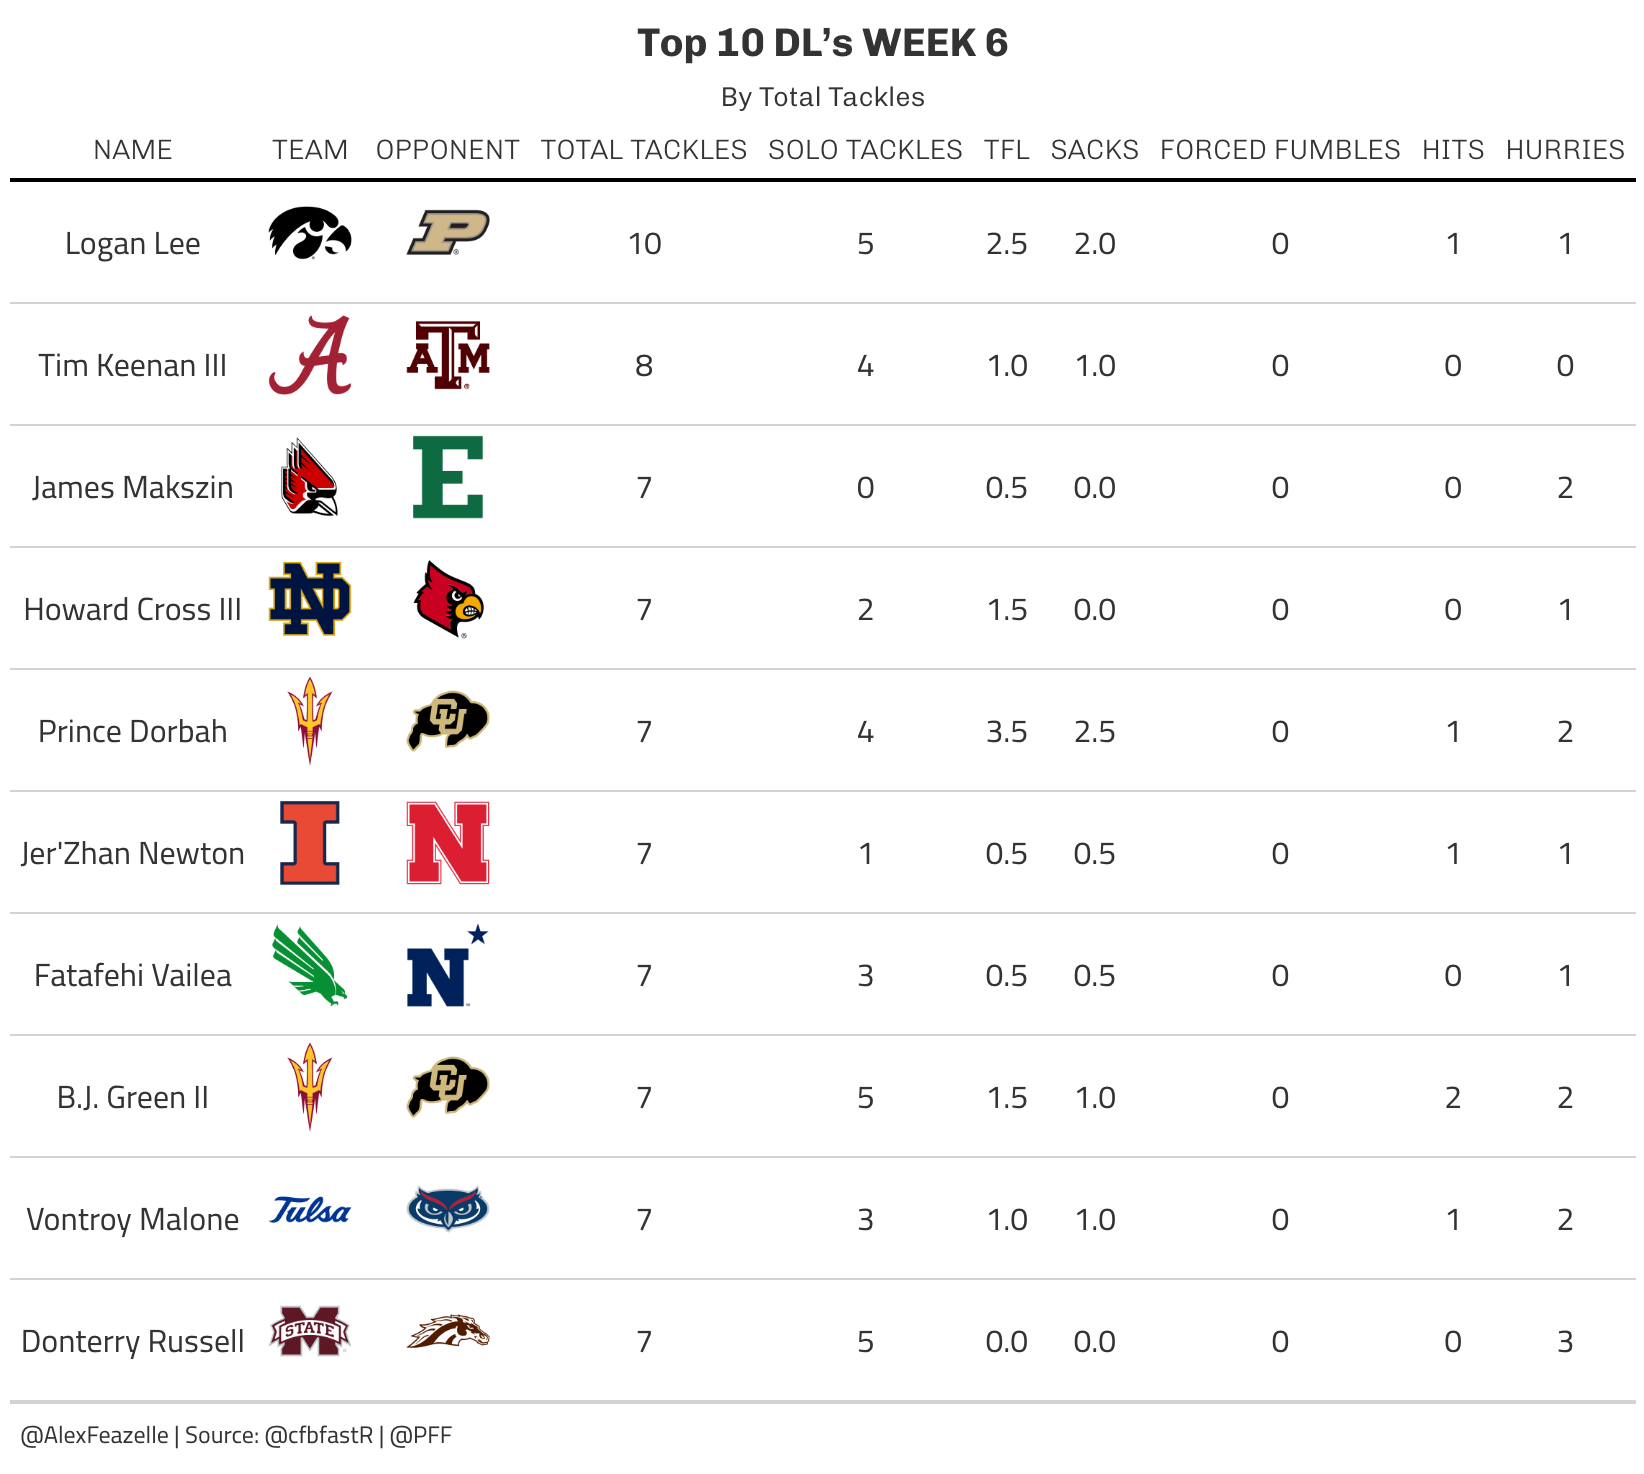 Top 10 DL’s WEEK 6
By Total Tackles
NAME TEAM OPPONENT TOTAL TACKLES SOLO TACKLES TFL SACKS FORCED FUMBLES HITS HURRIES
Logan Lee P 10 5 2.5 2.0 0 1 1
Tim Keenan III A ATM 8 4 1.0 1.0 0 0 0
James Makszin E 7 0 0.5 0.0 0 0 2
Howard Cross III ND 7 2 1.5 0.0 0 0 1
Prince Dorbah CU 7 4 3.5 2.5 0 1 2
Jer'Zhan Newton I N 7 1 0.5 0.5 0 1 1
Fatafehi Vailea N 7 3 0.5 0.5 0 0 1
B.J. Green II CU 7 5 1.5 1.0 0 2 2
Vontroy Malone Tulsa 7 3 1.0 1.0 0 1 2
Donterry Russell M STATE 7 5 0.0 0.0 0 0 3
@AlexFeazelle | Source: @cfbfastR | @PFF